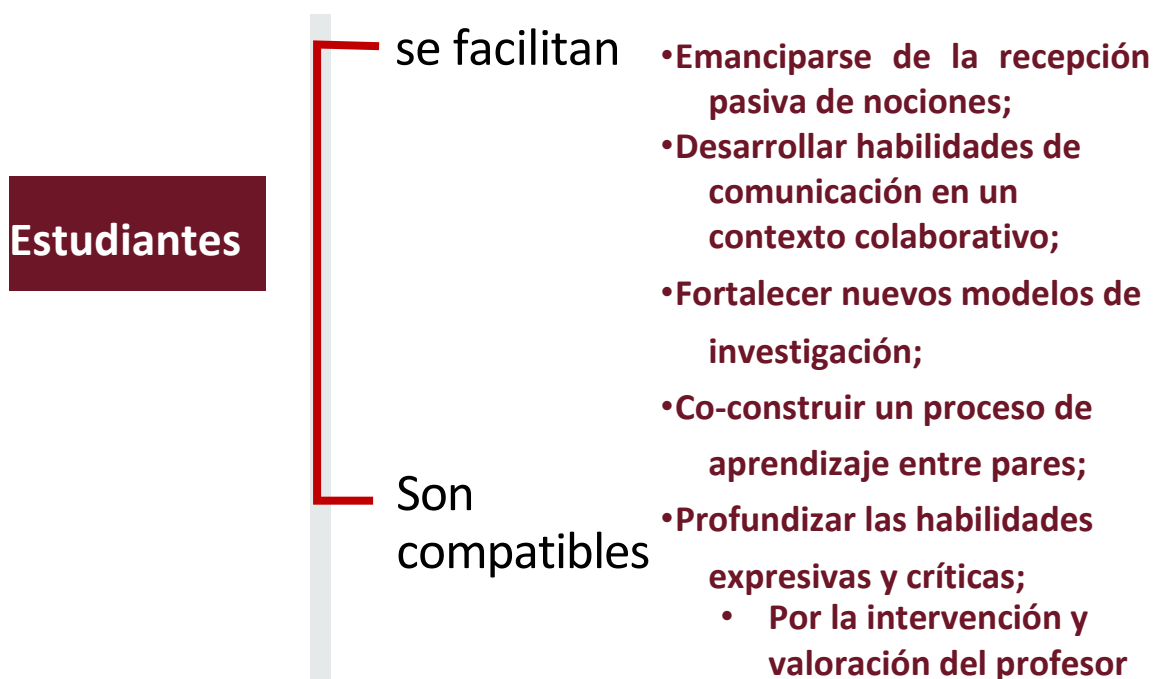 Estudiantes
se facilitan
•Emanciparse de la recepción
pasiva de nociones;
•Desarrollar habilidades de
comunicación en un
contexto colaborativo;
•Fortalecer nuevos modelos de
investigación;
•Co-construir un proceso de
aprendizaje entre pares;
Son
compatibles
•Profundizar las habilidades
expresivas y críticas;
• Por la intervención y
valoración del profesor